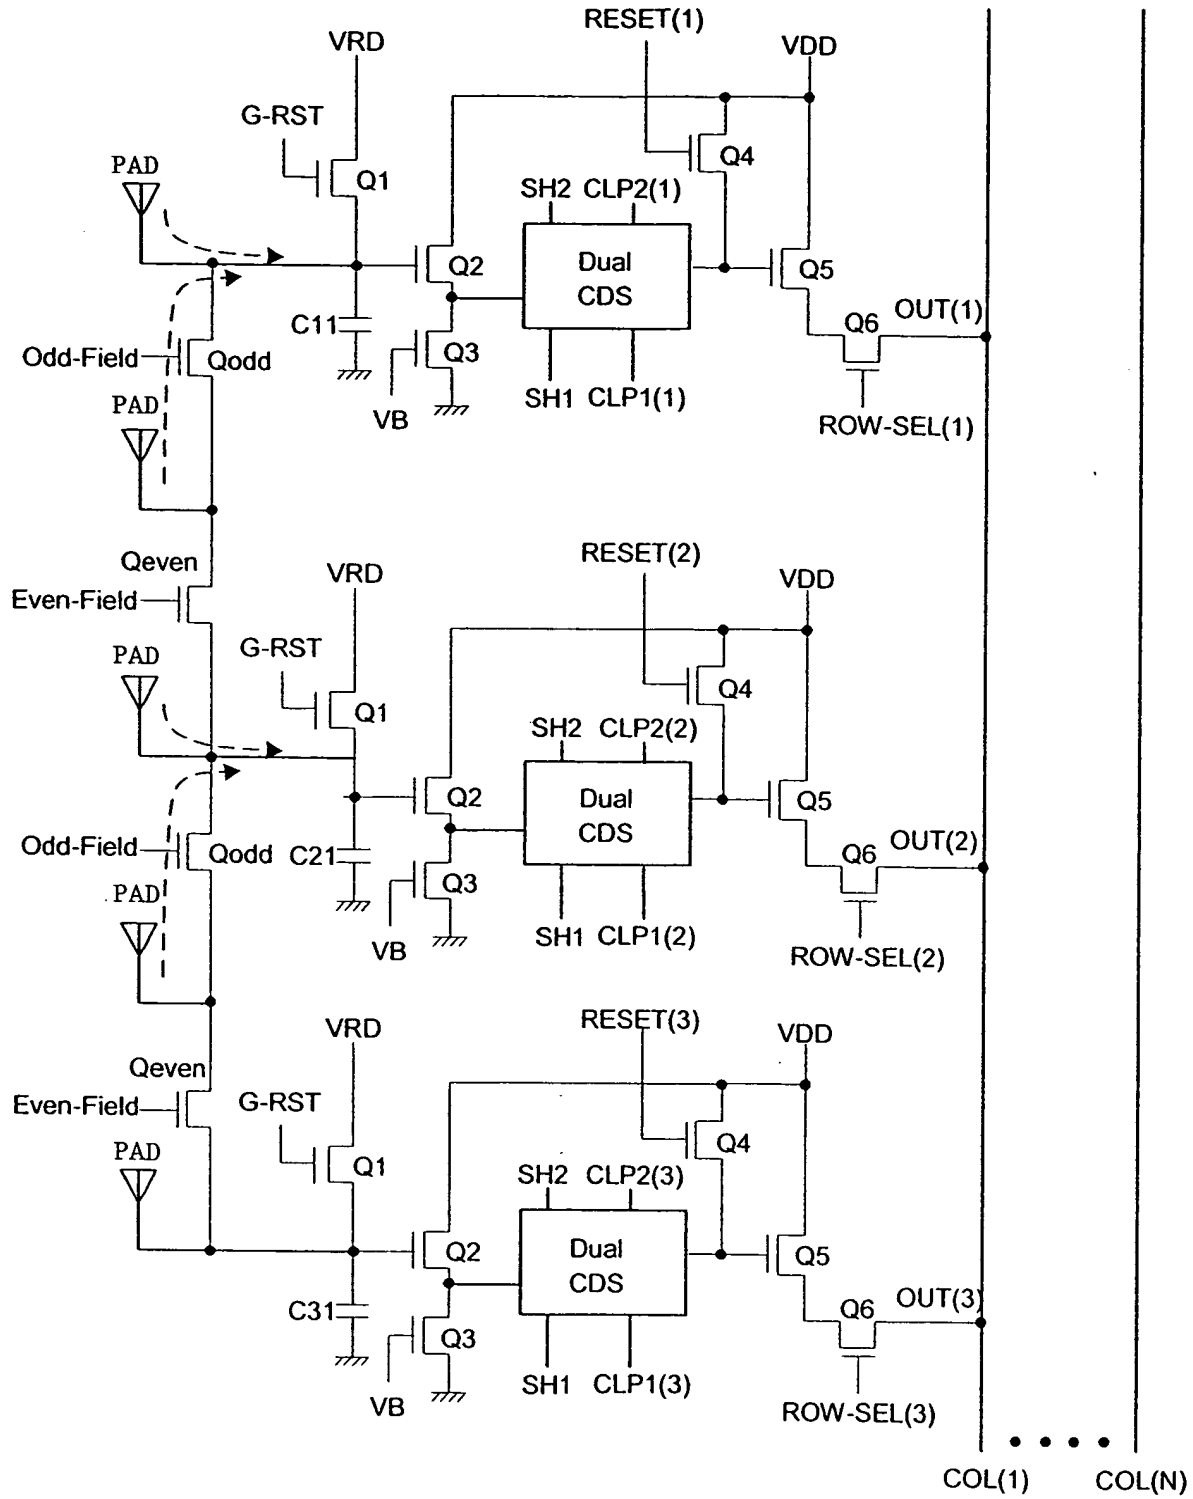 RESET(1)
VRD
VDD
G-RST
Q4
PAD
Q1
SH2 CLP2(1)
Q2
Dual
CDS
Q5
OUT(1)
C11
Q6
Odd-Field
Qodd
Q3
SH1 CLP1(1)
PAD
VB
ROW-SEL(1)
RESET(2)
Qeven
VRD
VDD
Even-Field
G-RST
PAD
Q4
Q1
SH2 CLP2(2)
Q2
Dual
CDS
Q5
OUT(2)
Odd-Field
Qodd
C21
Q6
Q3
PAD
SH1 CLP1(2)
VB
ROW-SEL(2)
RESET(3)
VRD
VDD
Qeven
Even-Field
G-RST
Q4
PAD
Q1
SH2 CLP2(3)
Q2
Dual
CDS
Q5
OUT(3)
C31
Q6
Q3
SH1 CLP1(3)
VB
ROW-SEL(3)
COL(1)
COL(N)